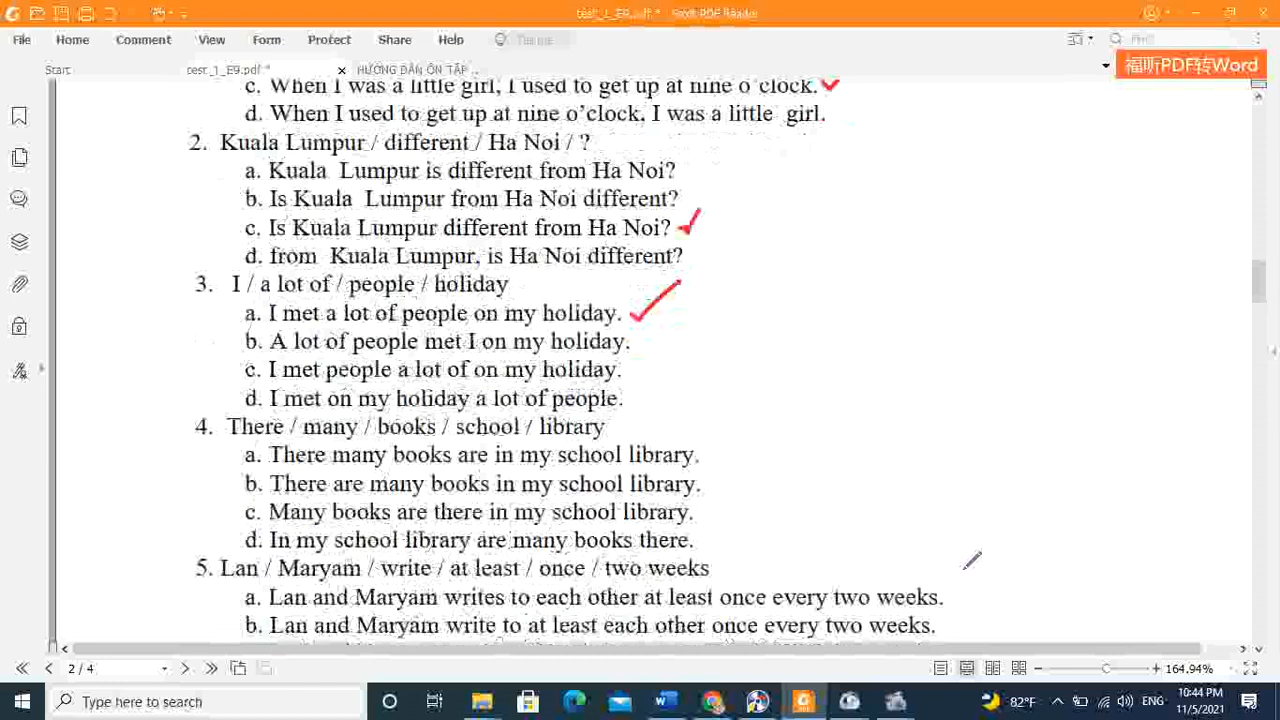 test_1_E9.pdf * - Foxit PDF Reader
File Home Comment View Form Protect Share Help Tell me Find
Start test_1_E9.pdf * HƯỚNG DẪN ÔN TẬP ... 福昕PDF转Word
c. When I was a little girl, I used to get up at nine o’clock.
d. When I used to get up at nine o’clock, I was a little girl.
2. Kuala Lumpur / different / Ha Noi / ?
a. Kuala Lumpur is different from Ha Noi?
b. Is Kuala Lumpur from Ha Noi different?
c. Is Kuala Lumpur different from Ha Noi?
d. from Kuala Lumpur, is Ha Noi different?
3. I / a lot of / people / holiday
a. I met a lot of people on my holiday.
b. A lot of people met I on my holiday.
c. I met people a lot of on my holiday.
d. I met on my holiday a lot of people.
4. There / many / books / school / library
a. There many books are in my school library.
b. There are many books in my school library.
c. Many books are there in my school library.
d. In my school library are many books there.
5. Lan / Maryam / write / at least / once / two weeks
a. Lan and Maryam writes to each other at least once every two weeks.
b. Lan and Maryam write to at least each other once every two weeks.
2 / 4 164.94%
Type here to search 82°F ENG 10:44 PM
11/5/2021